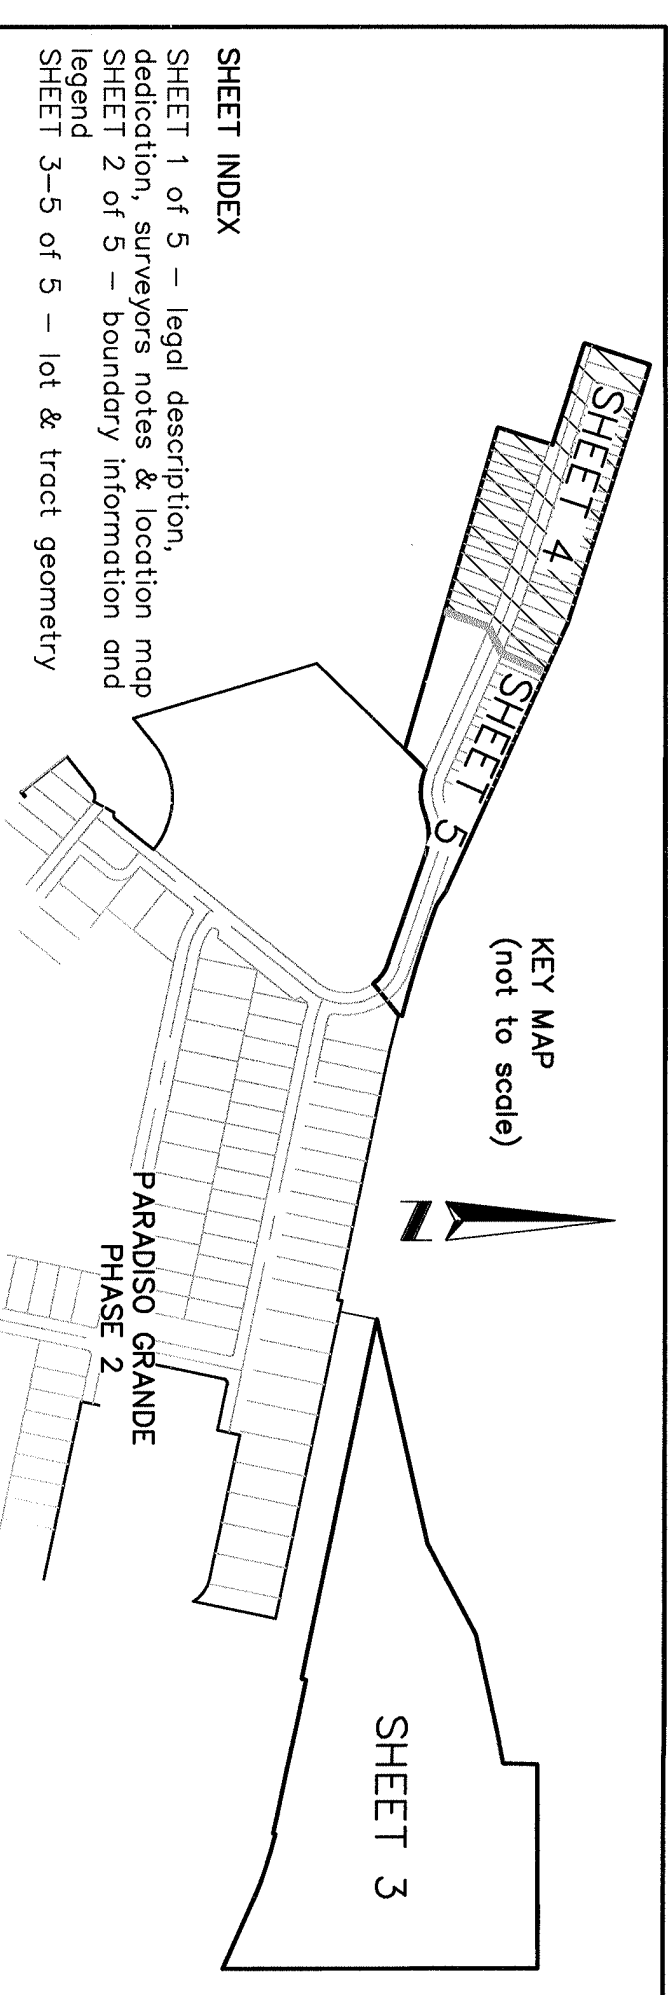 SHEET INDEX
SHEET 1 of 5 – legal description,
dedication, surveyors notes & location map
SHEET 2 of 5 – boundary information and
legend
SHEET 3–5 of 5 – lot & tract geometry
SHEET 4
SHEET 5
KEY MAP
(not to scale)
N
PARADISO GRANDE
PHASE 2
SHEET 3